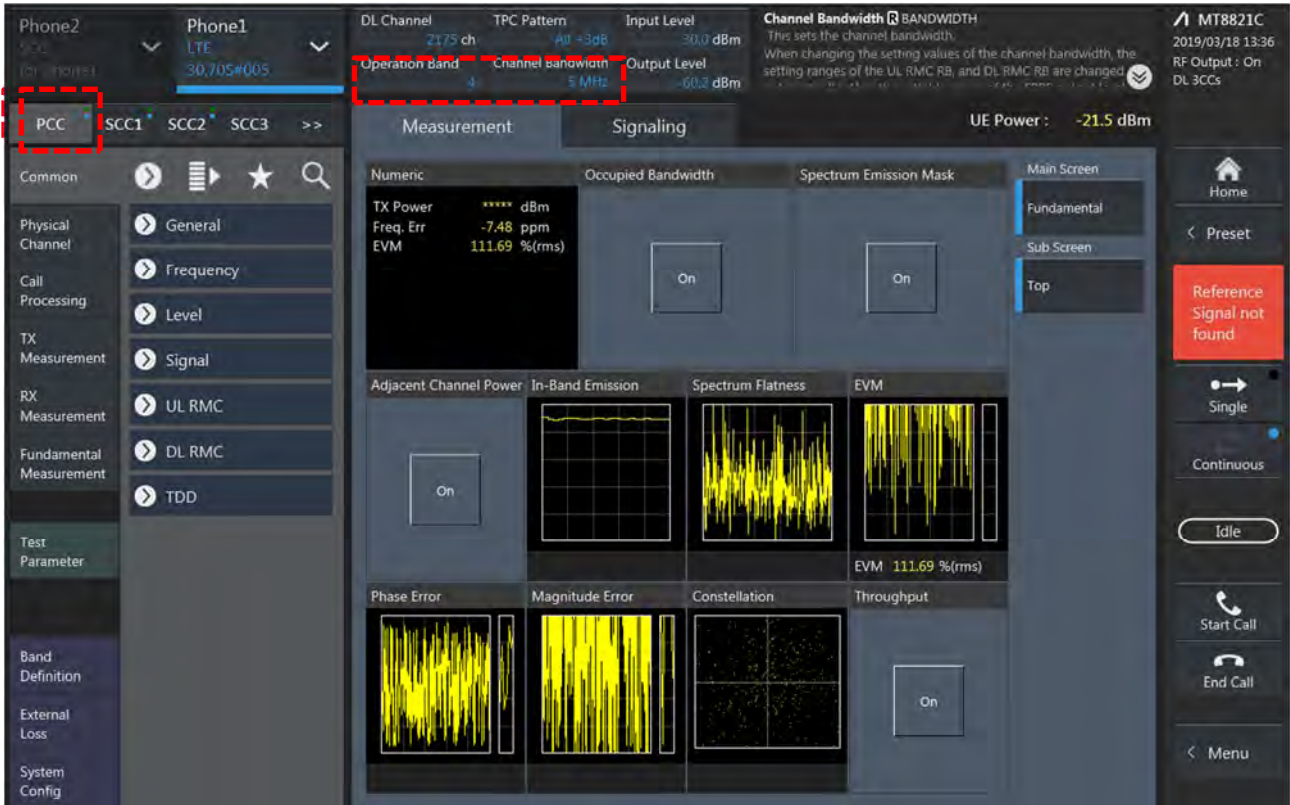 Phone2
Phone1
LTE
30.70S#005
DL Channel
2175 ch
TPC Pattern
All +3dB
Input Level
30.0 dBm
Operation Band
4
Channel Bandwidth
5 MHz
Output Level
-60.2 dBm
Channel Bandwidth R BANDWIDTH
This sets the channel bandwidth.
When changing the setting values of the channel bandwidth, the
setting ranges of the UL RMC RB, and DL RMC RB are changed
MT8821C
2019/03/18 13:36
RF Output : On
DL 3CCs
PCC SCC1 SCC2 SCC3 >>
Measurement Signaling
UE Power : -21.5 dBm
Common
Physical
Channel
Call
Processing
TX
Measurement
RX
Measurement
Fundamental
Measurement
Test
Parameter
Band
Definition
External
Loss
System
Config
General
Frequency
Level
Signal
UL RMC
DL RMC
TDD
Numeric
TX Power ***** dBm
Freq. Err -7.48 ppm
EVM 111.69 %(rms)
Occupied Bandwidth
On
Spectrum Emission Mask
On
Main Screen
Fundamental
Sub Screen
Top
Adjacent Channel Power
On
In-Band Emission
Spectrum Flatness
EVM
EVM 111.69 %(rms)
Phase Error
Magnitude Error
Constellation
Throughput
On
Home
< Preset
Reference
Signal not
found
Single
Continuous
Idle
Start Call
End Call
< Menu